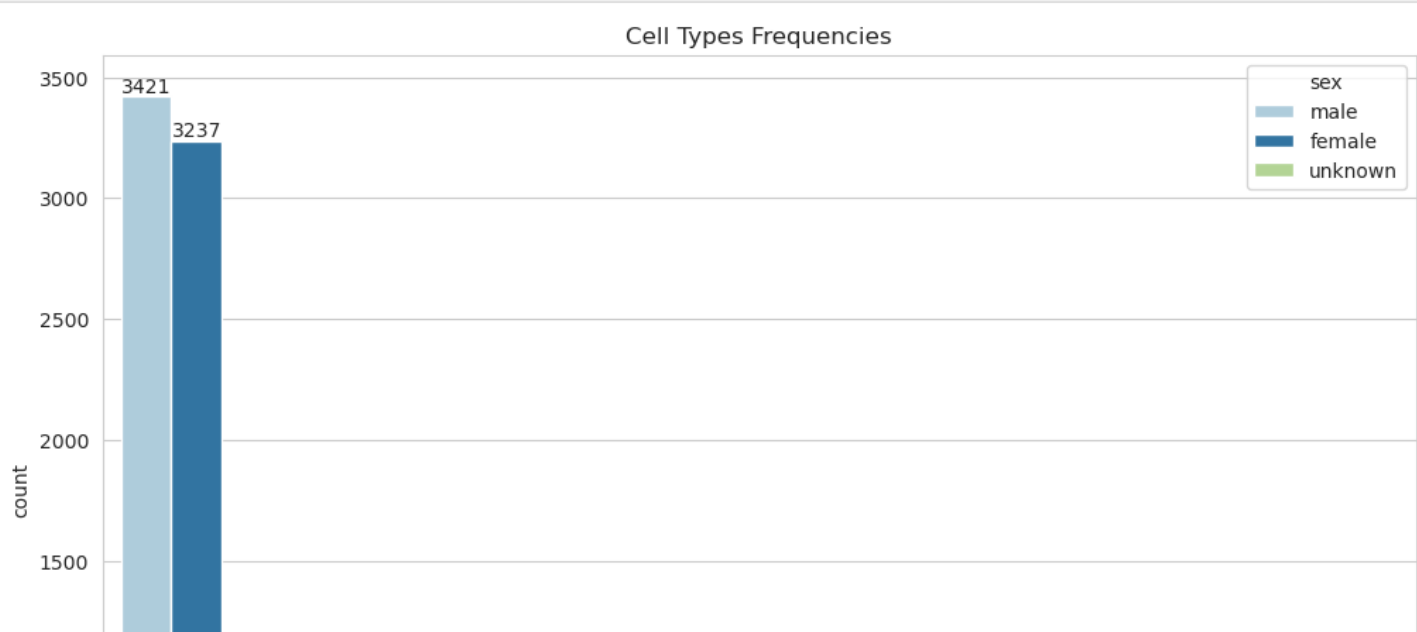 Cell Types Frequencies
3500
3000
2500
2000
1500
count
3421
3237
sex
male
female
unknown